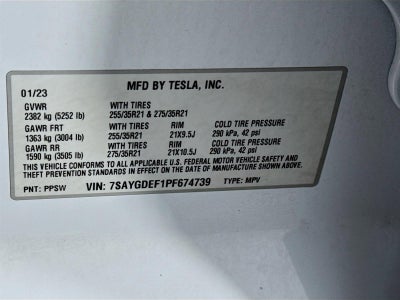 MFD BY TESLA, INC.
01/23
GVWR WITH TIRES
2382 kg (5252 lb) 255/35R21 & 275/35R21
GAWR FRT WITH TIRES RIM COLD TIRE PRESSURE
1363 kg (3004 lb) 255/35R21 21X9.5J 290 kPa, 42 psi
GAWR RR WITH TIRES RIM COLD TIRE PRESSURE
1590 kg (3505 lb) 275/35R21 21X10.5J 290 kPa, 42 psi
THIS VEHICLE CONFORMS TO ALL APPLICABLE U.S. FEDERAL MOTOR VEHICLE SAFETY AND
THEFT PREVENTION STANDARDS IN EFFECT ON THE DATE OF MANUFACTURE SHOWN ABOVE.
PNT: PPSW VIN: 7SAYGDEF1PF674739 TYPE: MPV